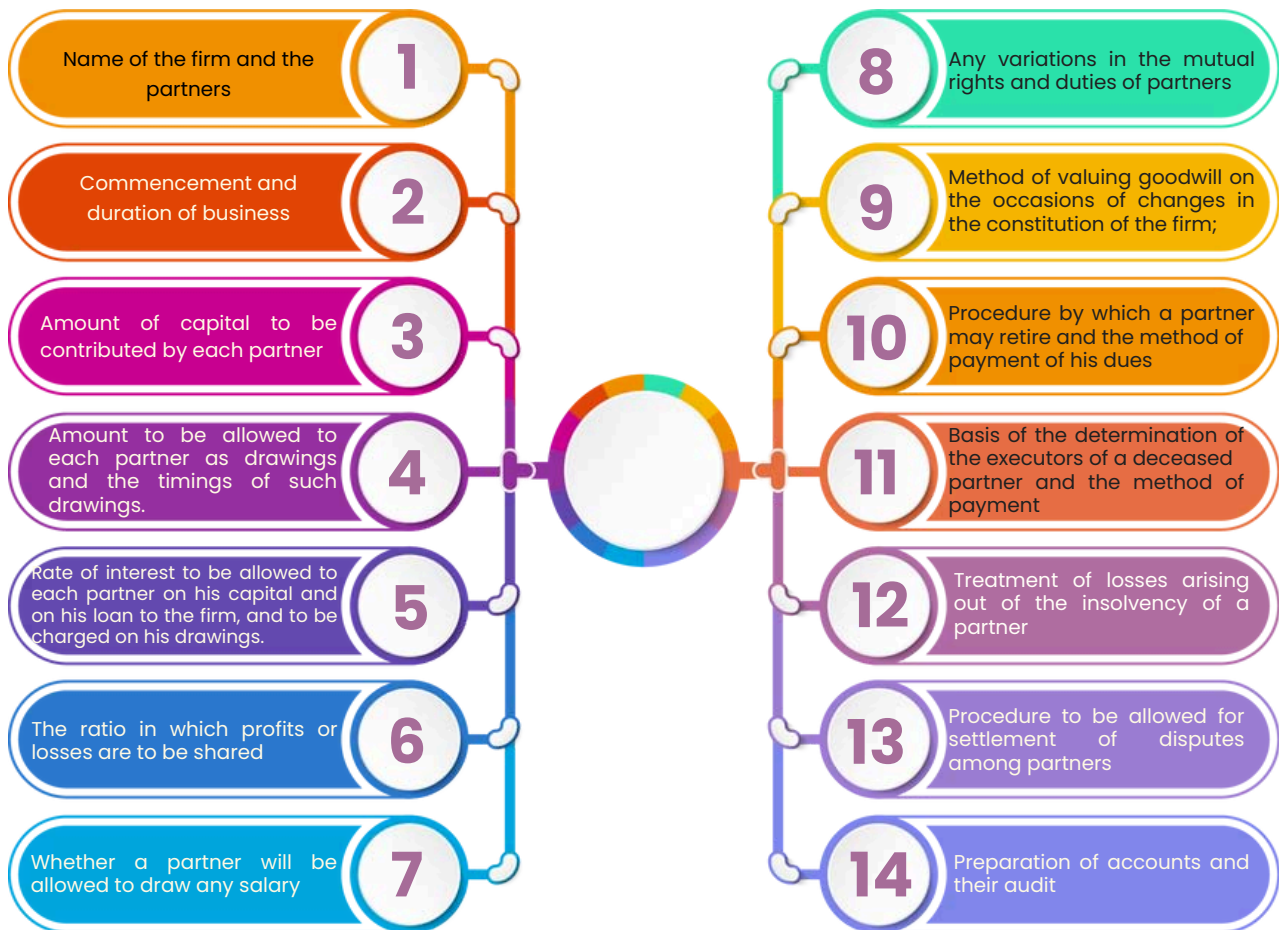 1
Name of the firm and the
partners
2
Commencement and
duration of business
3
Amount of capital to be
contributed by each partner
4
Amount to be allowed to
each partner as drawings
and the timings of such
drawings.
5
Rate of interest to be allowed to
each partner on his capital and
on his loan to the firm, and to be
charged on his drawings.
6
The ratio in which profits or
losses are to be shared
7
Whether a partner will be
allowed to draw any salary
8
Any variations in the mutual
rights and duties of partners
9
Method of valuing goodwill on
the occasions of changes in
the constitution of the firm;
10
Procedure by which a partner
may retire and the method of
payment of his dues
11
Basis of the determination of
the executors of a deceased
partner and the method of
payment
12
Treatment of losses arising
out of the insolvency of a
partner
13
Procedure to be allowed for
settlement of disputes
among partners
14
Preparation of accounts and
their audit